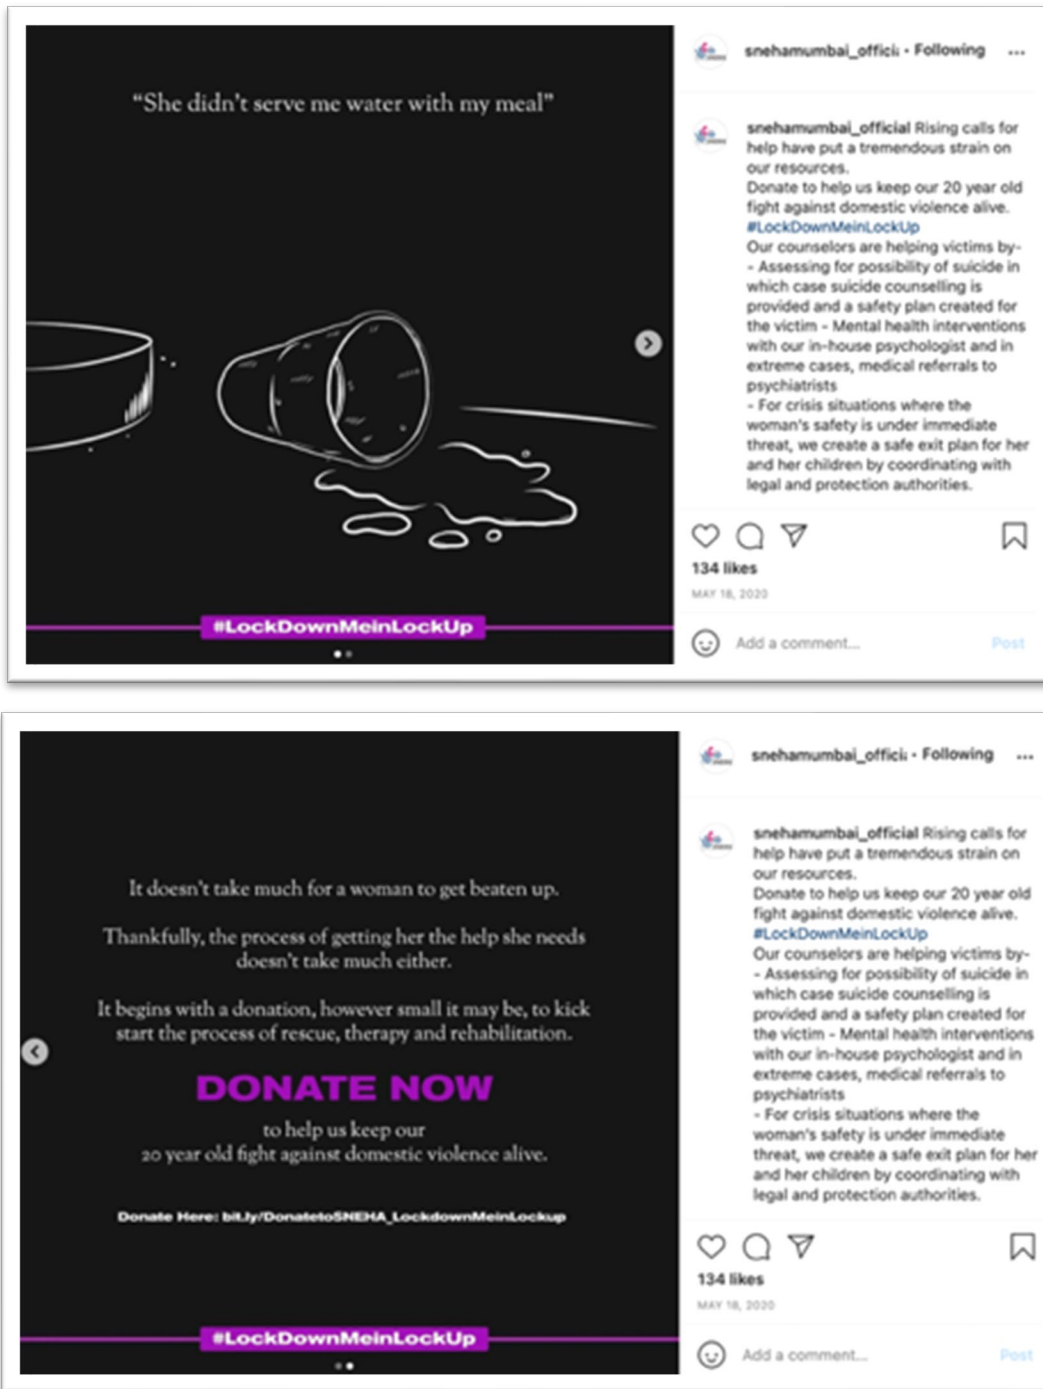 “She didn’t serve me water with my meal”
#LockDownMeinLockUp
snehamumbai_offici • Following
snehamumbai_official Rising calls for
help have put a tremendous strain on
our resources.
Donate to help us keep our 20 year old
fight against domestic violence alive.
#LockDownMeinLockUp
Our counselors are helping victims by-
- Assessing for possibility of suicide in
which case suicide counselling is
provided and a safety plan created for
the victim - Mental health interventions
with our in-house psychologist and in
extreme cases, medical referrals to
psychiatrists
- For crisis situations where the
woman's safety is under immediate
threat, we create a safe exit plan for her
and her children by coordinating with
legal and protection authorities.
134 likes
MAY 18, 2020
Add a comment...
Post
It doesn’t take much for a woman to get beaten up.
Thankfully, the process of getting her the help she needs
doesn’t take much either.
It begins with a donation, however small it may be, to kick
start the process of rescue, therapy and rehabilitation.
DONATE NOW
to help us keep our
20 year old fight against domestic violence alive.
Donate Here: bit.ly/DonatetoSNEHA_LockdownMeinLockup
#LockDownMeinLockUp
snehamumbai_offici • Following
snehamumbai_official Rising calls for
help have put a tremendous strain on
our resources.
Donate to help us keep our 20 year old
fight against domestic violence alive.
#LockDownMeinLockUp
Our counselors are helping victims by-
- Assessing for possibility of suicide in
which case suicide counselling is
provided and a safety plan created for
the victim - Mental health interventions
with our in-house psychologist and in
extreme cases, medical referrals to
psychiatrists
- For crisis situations where the
woman's safety is under immediate
threat, we create a safe exit plan for her
and her children by coordinating with
legal and protection authorities.
134 likes
MAY 18, 2020
Add a comment...
Post